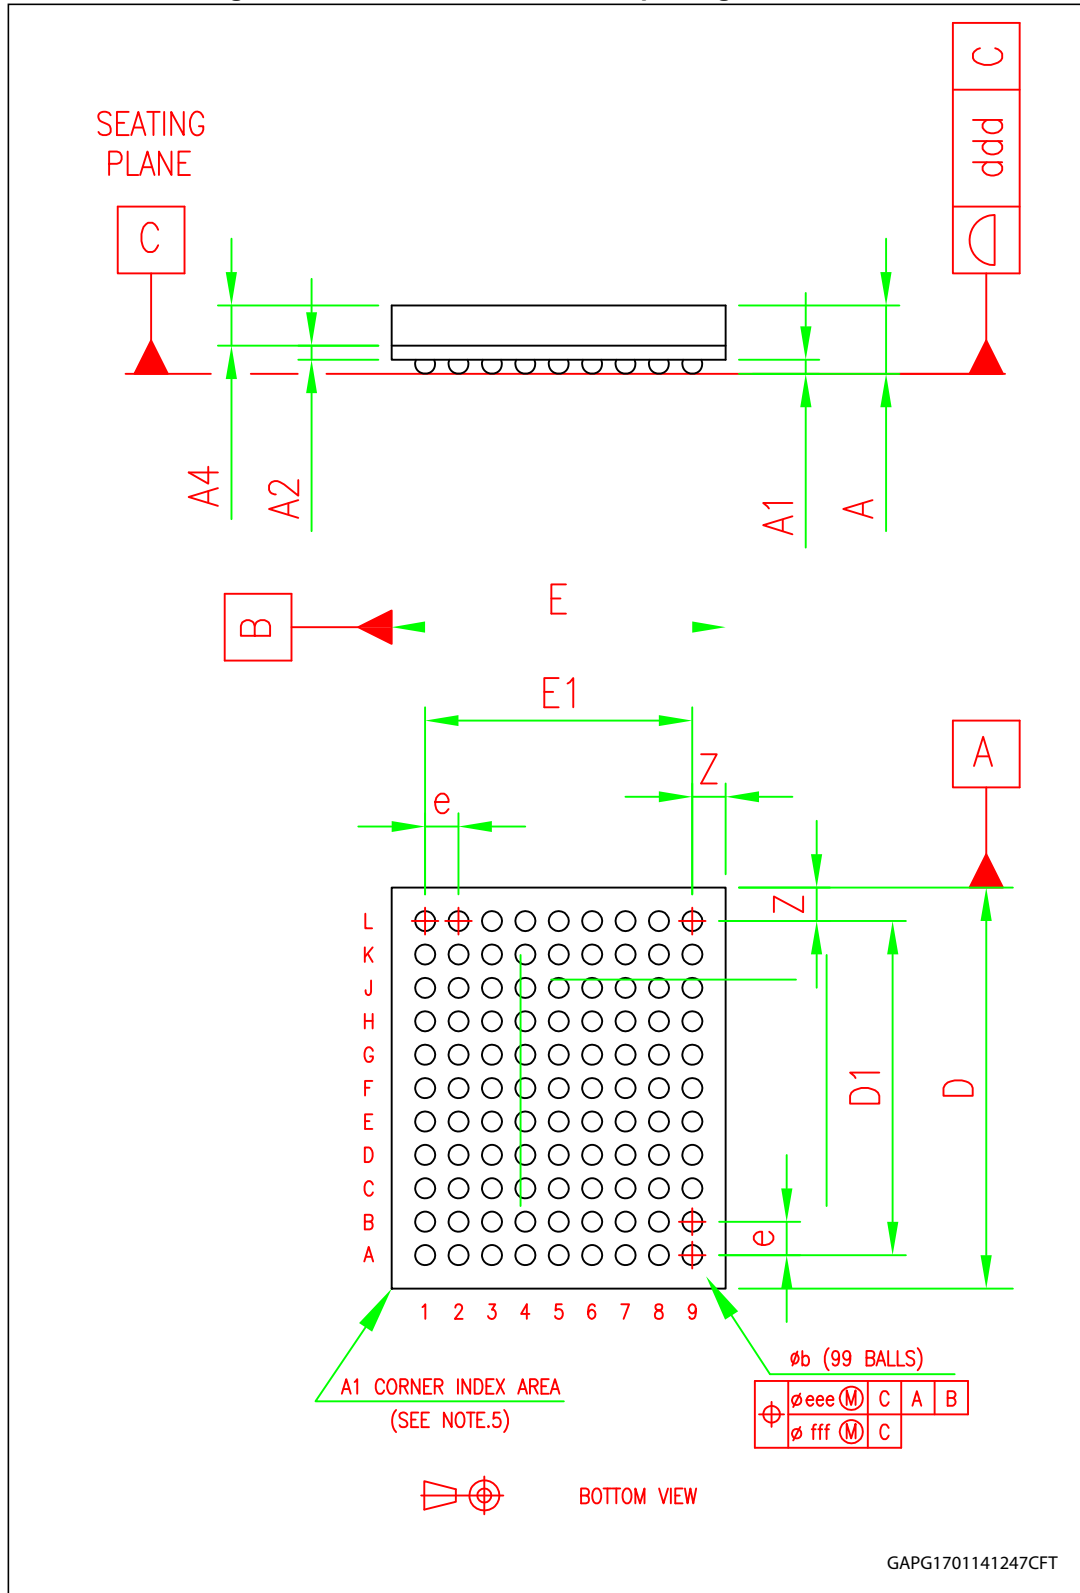 SEATING
PLANE
C
C
ddd
A4
A2
A1
A
B
E
E1
Z
e
A
Z
L
K
J
H
G
F
E
D
C
B
A
D1
D
e
1 2 3 4 5 6 7 8 9
A1 CORNER INDEX AREA
(SEE NOTE.5)
øb (99 BALLS)
ø eee Ⓜ C A B
ø fff Ⓜ C
BOTTOM VIEW
GAPG1701141247CFT